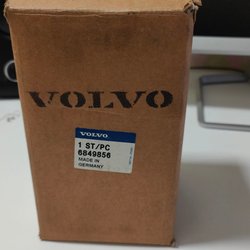 VOLVO
VOLVO
1 ST/PC
6849856
MADE IN
GERMANY